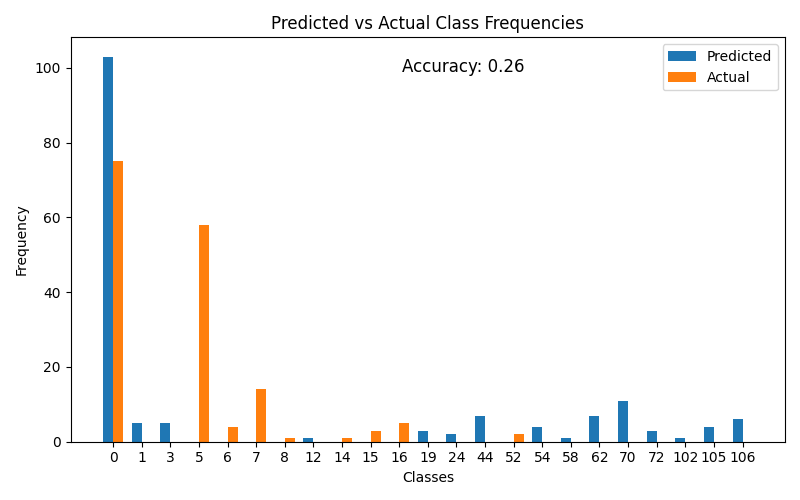 Predicted vs Actual Class Frequencies
Accuracy: 0.26
Predicted
Actual
Frequency
100
80
60
40
20
0
0 1 3 5 6 7 8 12 14 15 16 19 24 44 52 54 58 62 70 72 102 105 106
Classes